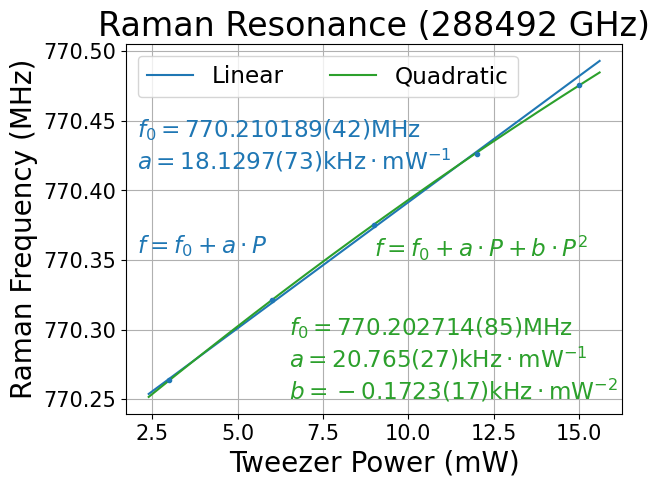 Raman Resonance (288492 GHz)
Linear Quadratic
f₀ = 770.210189(42)MHz
a = 18.1297(73)kHz · mW⁻¹
f = f₀ + a · P
f = f₀ + a · P + b · P²
f₀ = 770.202714(85)MHz
a = 20.765(27)kHz · mW⁻¹
b = −0.1723(17)kHz · mW⁻²
Raman Frequency (MHz)
770.50
770.45
770.40
770.35
770.30
770.25
2.5 5.0 7.5 10.0 12.5 15.0
Tweezer Power (mW)